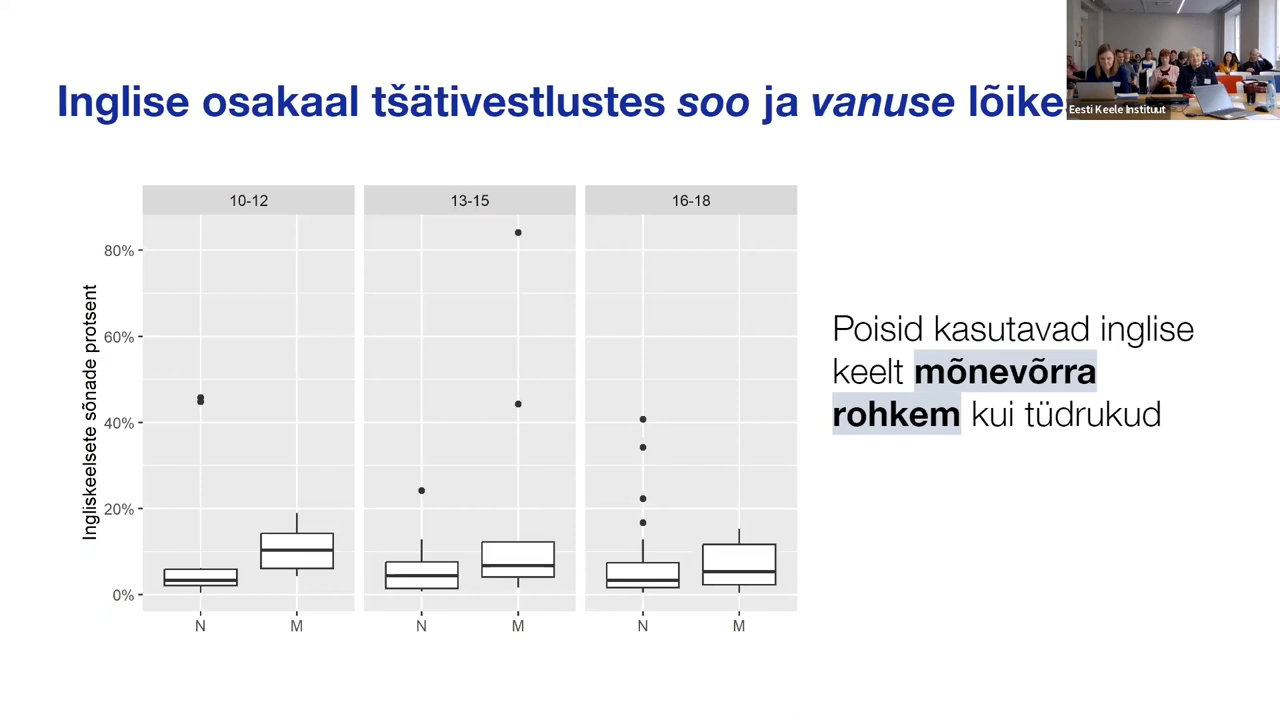 Inglise osakaal tšätivestlustes soo ja vanuse lõike
Eesti Keele Instituut
10-12
13-15
16-18
Ingliskeelsete sõnade protsent
80%
60%
40%
20%
0%
N
M
N
M
N
M
Poisid kasutavad inglise
keelt mõnevõrra
rohkem kui tüdrukud